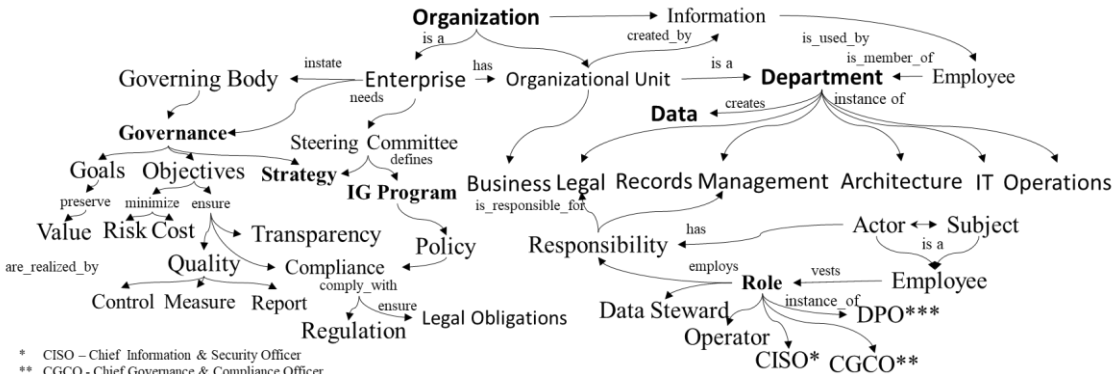 Organization Information
is a created_by is_used_by
Governing Body instate Enterprise has Organizational Unit is a Department is_member_of Employee
needs
Data creates instance of
Governance
Steering Committee
defines
Goals Objectives Strategy IG Program
Business Legal Records Management Architecture IT Operations
is_responsible_for
preserve minimize ensure
Value Risk Cost Transparency Policy
Responsibility has Actor Subject
is a
are_realized_by Quality Compliance
comply_with
employs Role vests Employee
Control Measure Report
ensure
Regulation Legal Obligations
Data Steward instance_of DPO***
Operator
CISO* CGCO**
* CISO – Chief Information & Security Officer
** CGCO - Chief Governance & Compliance Officer